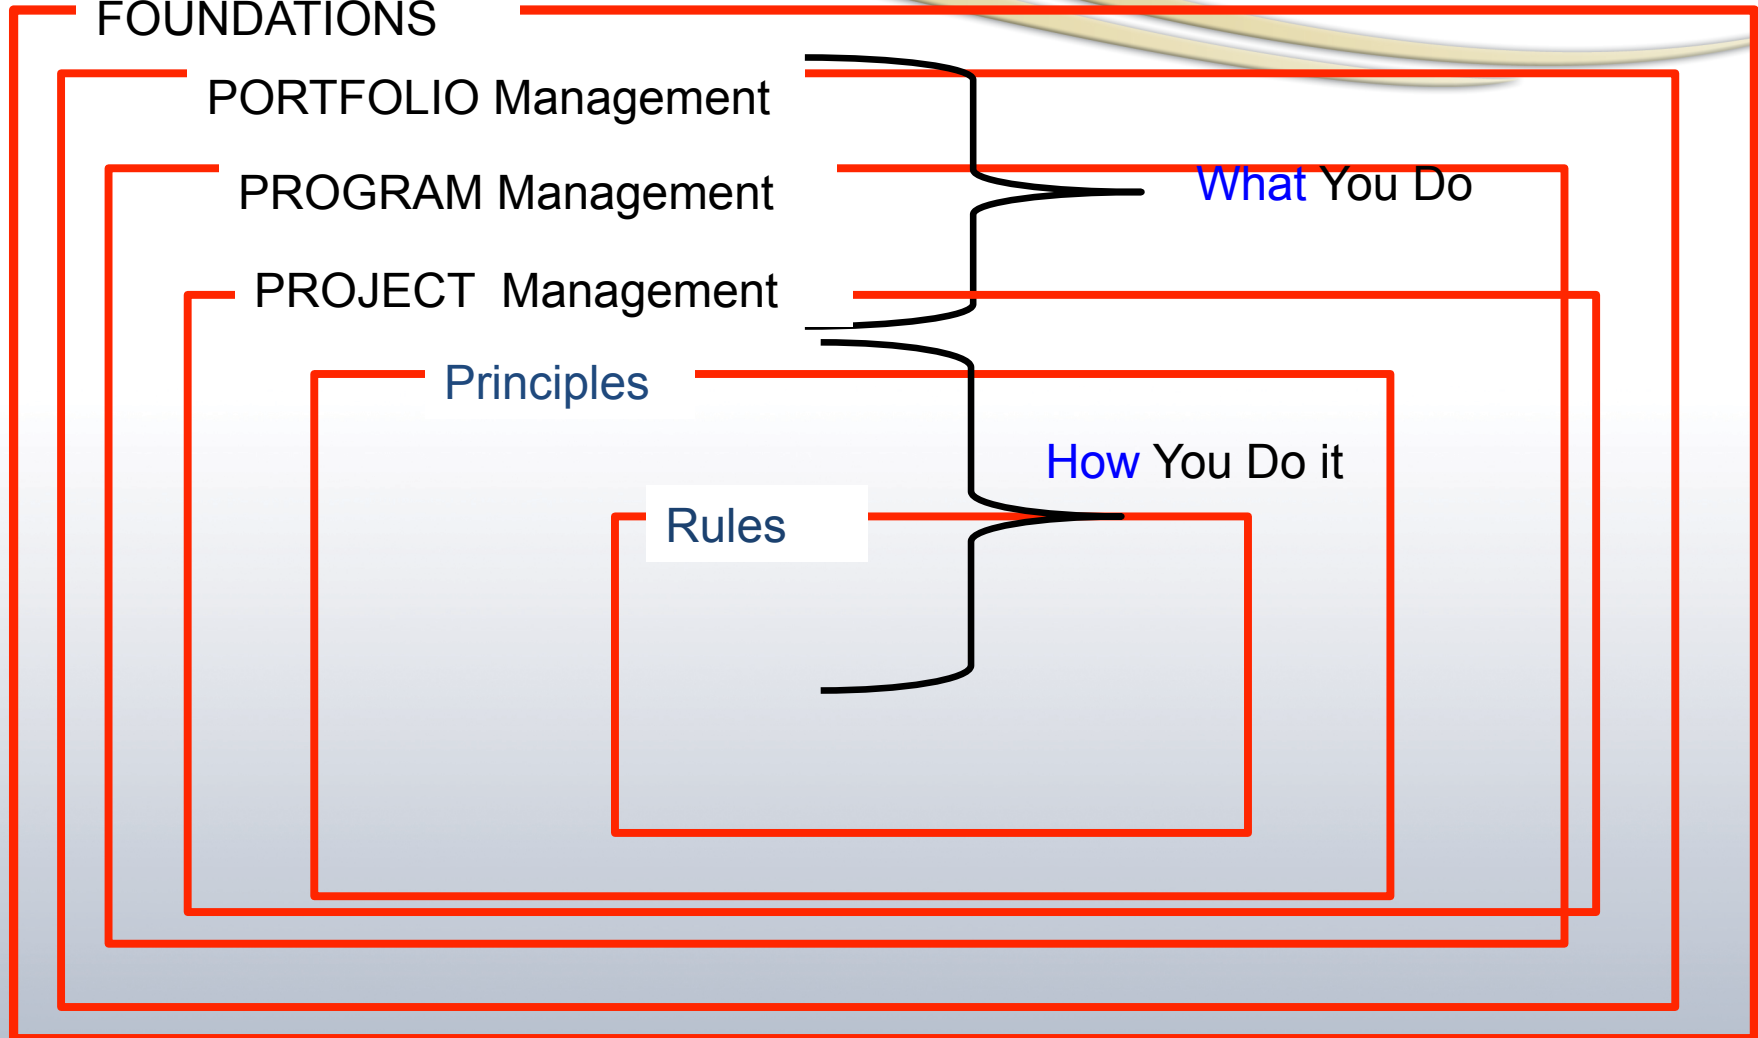 FOUNDATIONS
PORTFOLIO Management
PROGRAM Management
What You Do
PROJECT  Management
Principles
How You Do it
Rules